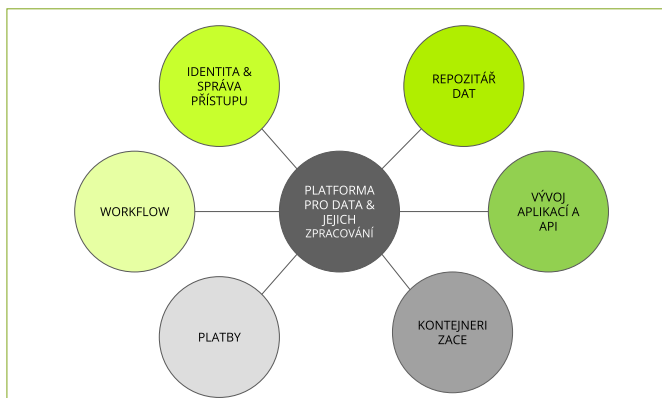 IDENTITA &
SPRÁVA
PŘÍSTUPU
REPOZITÁŘ
DAT
WORKFLOW
PLATFORMA
PRO DATA &
JEJICH
ZPRACOVÁNÍ
VÝVOJ
APLIKACÍ A
API
PLATBY
KONTEJNERI
ZACE